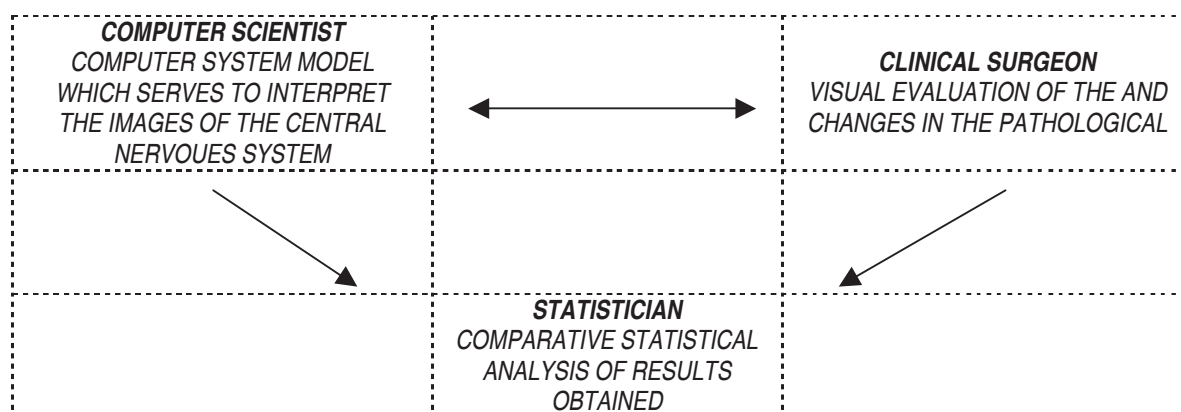 COMPUTER SCIENTIST
COMPUTER SYSTEM MODEL
WHICH SERVES TO INTERPRET
THE IMAGES OF THE CENTRAL
NERVOUES SYSTEM
CLINICAL SURGEON
VISUAL EVALUATION OF THE AND
CHANGES IN THE PATHOLOGICAL
STATISTICIAN
COMPARATIVE STATISTICAL
ANALYSIS OF RESULTS
OBTAINED